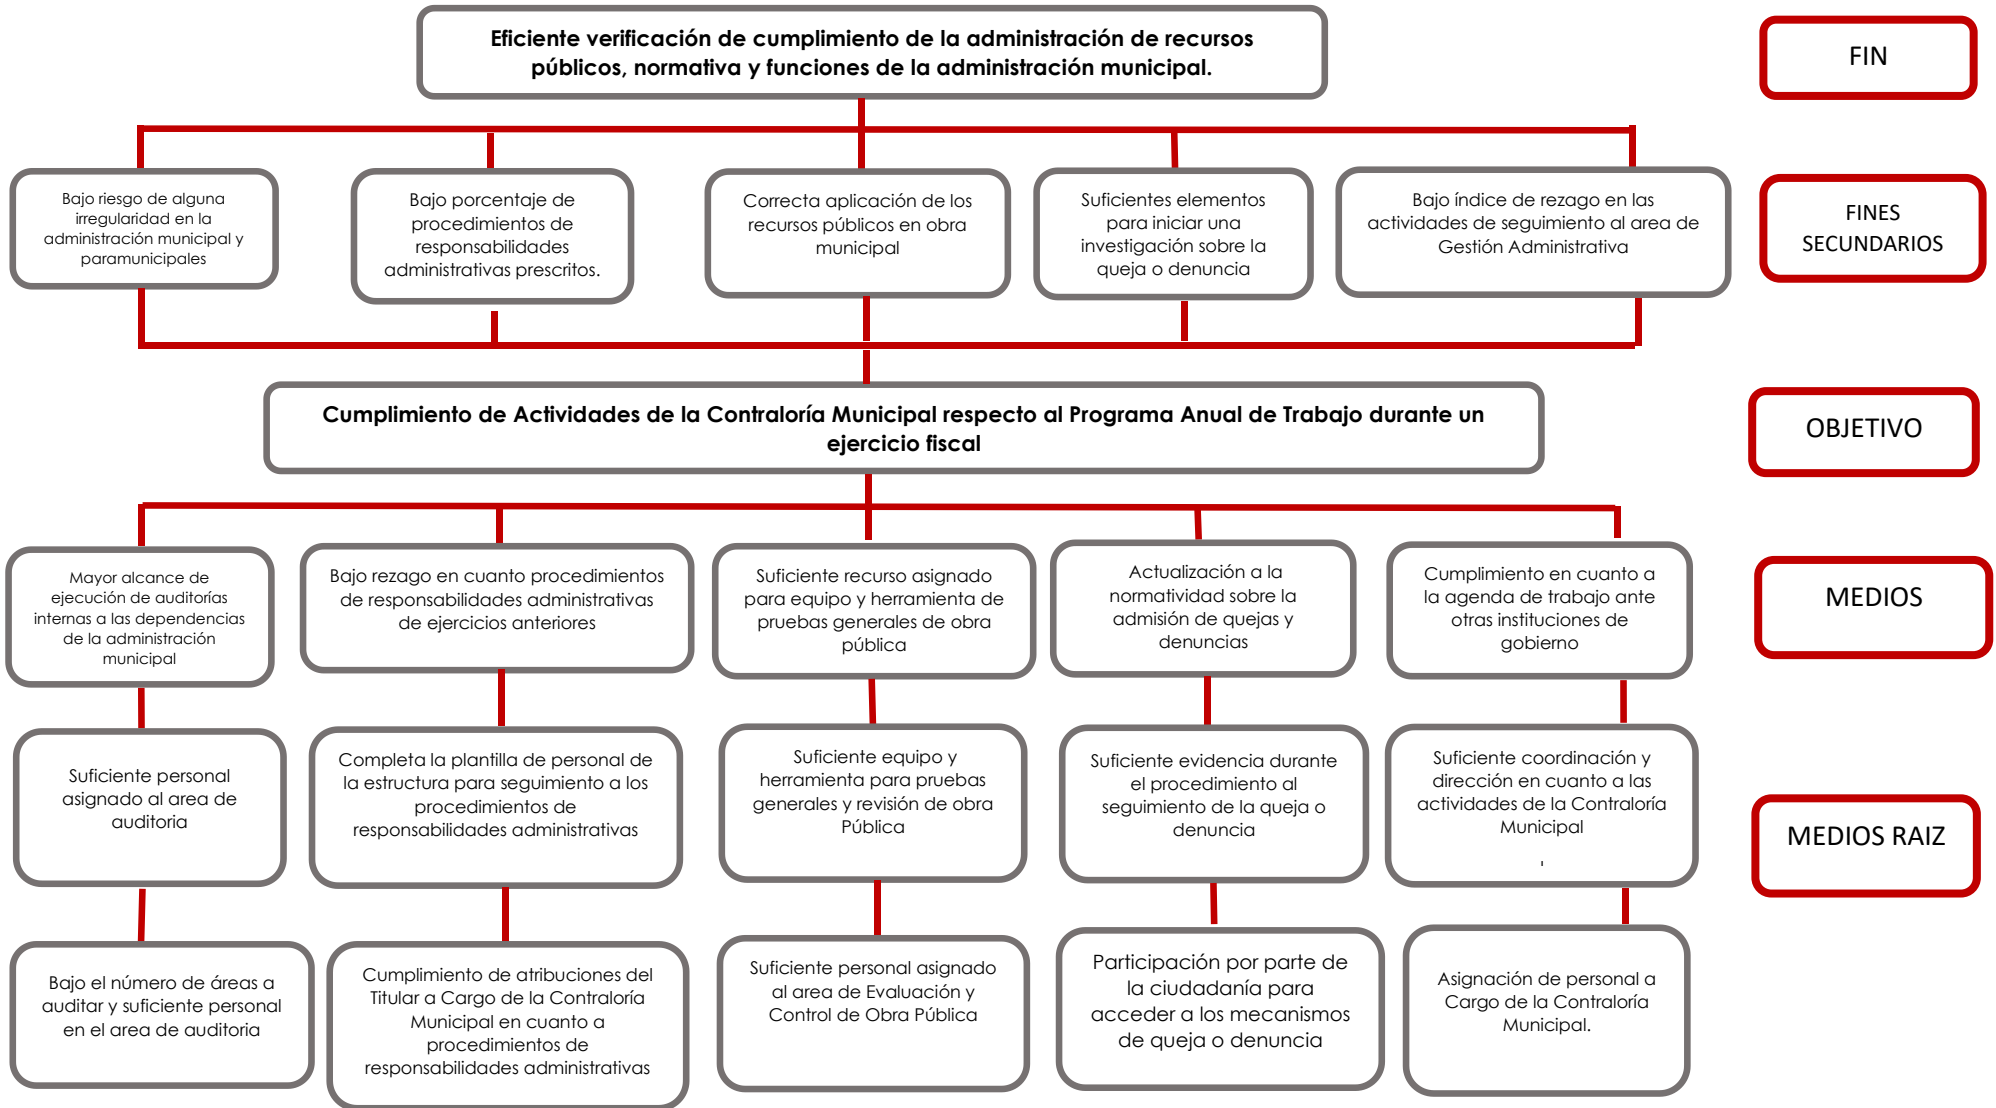 Eficiente verificación de cumplimiento de la administración de recursos
públicos, normativa y funciones de la administración municipal.
FIN
Bajo riesgo de alguna
irregularidad en la
administración municipal y
paramunicipales
Bajo porcentaje de
procedimientos de
responsabilidades
administrativas prescritos.
Correcta aplicación de los
recursos públicos en obra
municipal
Suficientes elementos
para iniciar una
investigación sobre la
queja o denuncia
Bajo índice de rezago en las
actividades de seguimiento al area de
Gestión Administrativa
FINES
SECUNDARIOS
Cumplimiento de Actividades de la Contraloría Municipal respecto al Programa Anual de Trabajo durante un
ejercicio fiscal
OBJETIVO
Mayor alcance de
ejecución de auditorías
internas a las dependencias
de la administración
municipal
Bajo rezago en cuanto procedimientos
de responsabilidades administrativas
de ejercicios anteriores
Suficiente recurso asignado
para equipo y herramienta de
pruebas generales de obra
pública
Actualización a la
normatividad sobre la
admisión de quejas y
denuncias
Cumplimiento en cuanto a
la agenda de trabajo ante
otras instituciones de
gobierno
MEDIOS
Suficiente personal
asignado al area de
auditoria
Completa la plantilla de personal de
la estructura para seguimiento a los
procedimientos de
responsabilidades administrativas
Suficiente equipo y
herramienta para pruebas
generales y revisión de obra
Pública
Suficiente evidencia durante
el procedimiento al
seguimiento de la queja o
denuncia
Suficiente coordinación y
dirección en cuanto a las
actividades de la Contraloría
Municipal
MEDIOS RAIZ
Bajo el número de áreas a
auditar y suficiente personal
en el area de auditoria
Cumplimiento de atribuciones del
Titular a Cargo de la Contraloría
Municipal en cuanto a
procedimientos de
responsabilidades administrativas
Suficiente personal asignado
al area de Evaluación y
Control de Obra Pública
Participación por parte de
la ciudadanía para
acceder a los mecanismos
de queja o denuncia
Asignación de personal a
Cargo de la Contraloría
Municipal.